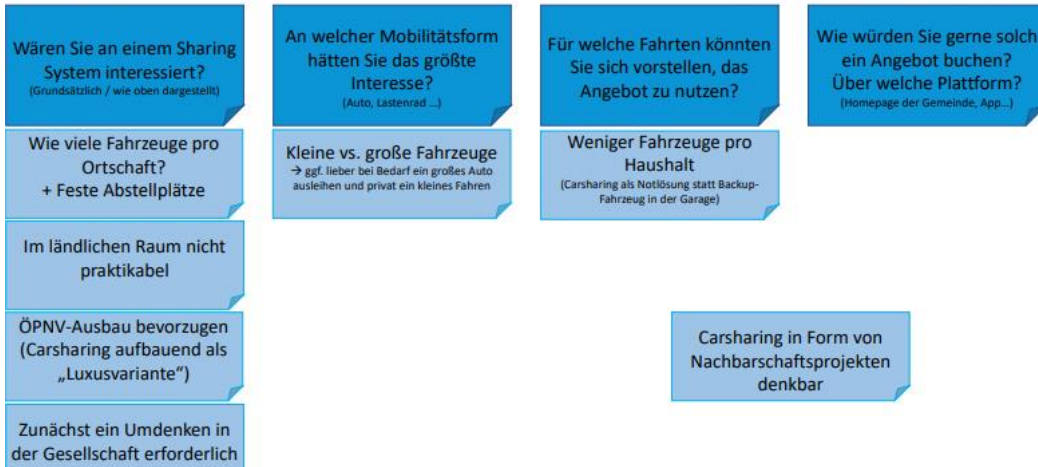 Wären Sie an einem Sharing
System interessiert?
(Grundsätzlich / wie oben dargestellt)
An welcher Mobilitätsform
hätten Sie das größte
Interesse?
(Auto, Lastenrad ...)
Für welche Fahrten könnten
Sie sich vorstellen, das
Angebot zu nutzen?
Wie würden Sie gerne solch
ein Angebot buchen?
Über welche Plattform?
(Homepage der Gemeinde, App...)
Wie viele Fahrzeuge pro
Ortschaft?
+ Feste Abstellplätze
Kleine vs. große Fahrzeuge
→ ggf. lieber bei Bedarf ein großes Auto
ausleihen und privat ein kleines Fahren
Weniger Fahrzeuge pro
Haushalt
(Carsharing als Notlösung statt Backup-
Fahrzeug in der Garage)
Im ländlichen Raum nicht
praktikabel
ÖPNV-Ausbau bevorzugen
(Carsharing aufbauend als
„Luxusvariante“)
Carsharing in Form von
Nachbarschaftsprojekten
denkbar
Zunächst ein Umdenken in
der Gesellschaft erforderlich